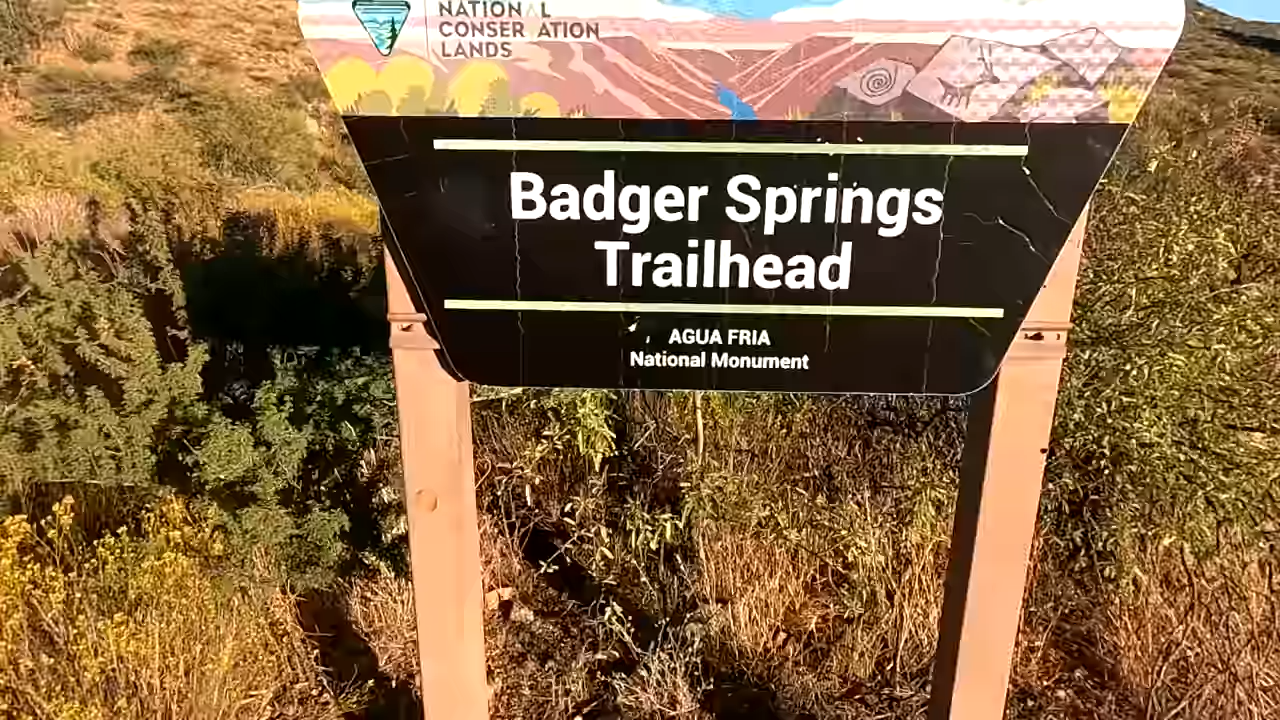 NATIONAL
CONSERVATION
LANDS
Badger Springs
Trailhead
AGUA FRIA
National Monument